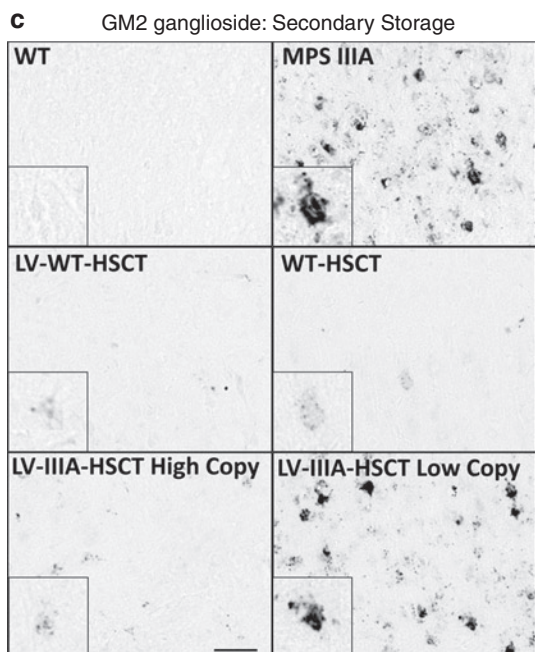 c
GM2 ganglioside: Secondary Storage
WT
MPS IIIA
LV-WT-HSCT
WT-HSCT
LV-IIIA-HSCT High Copy
LV-IIIA-HSCT Low Copy